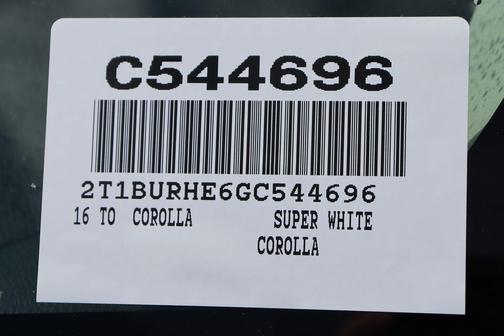 C544696
2T1BURHE6GC544696
16 TO COROLLA SUPER WHITE
COROLLA